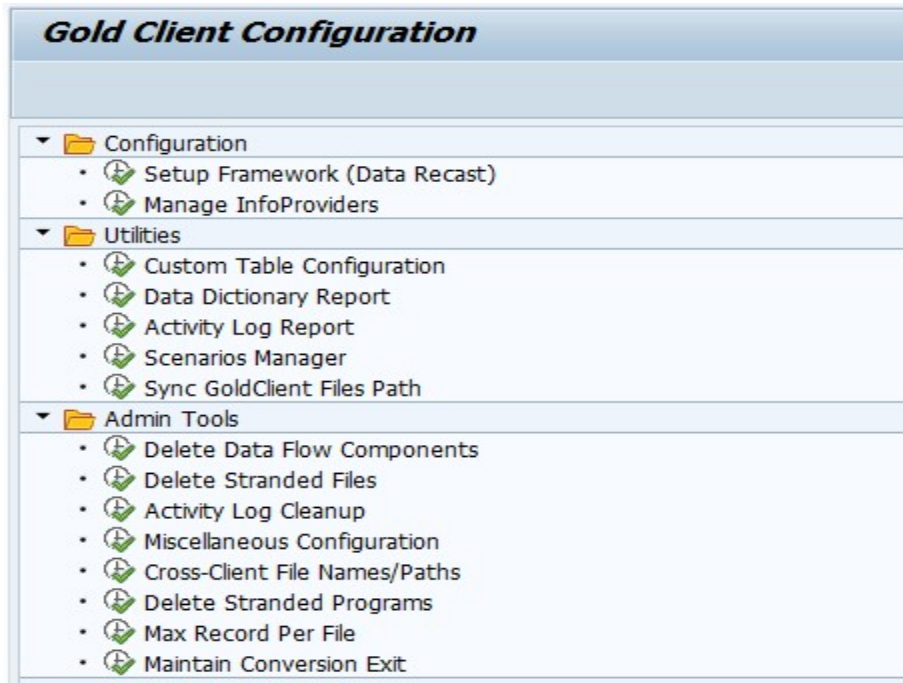 Gold Client Configuration
Configuration
Setup Framework (Data Recast)
Manage InfoProviders
Utilities
Custom Table Configuration
Data Dictionary Report
Activity Log Report
Scenarios Manager
Sync GoldClient Files Path
Admin Tools
Delete Data Flow Components
Delete Stranded Files
Activity Log Cleanup
Miscellaneous Configuration
Cross-Client File Names/Paths
Delete Stranded Programs
Max Record Per File
Maintain Conversion Exit